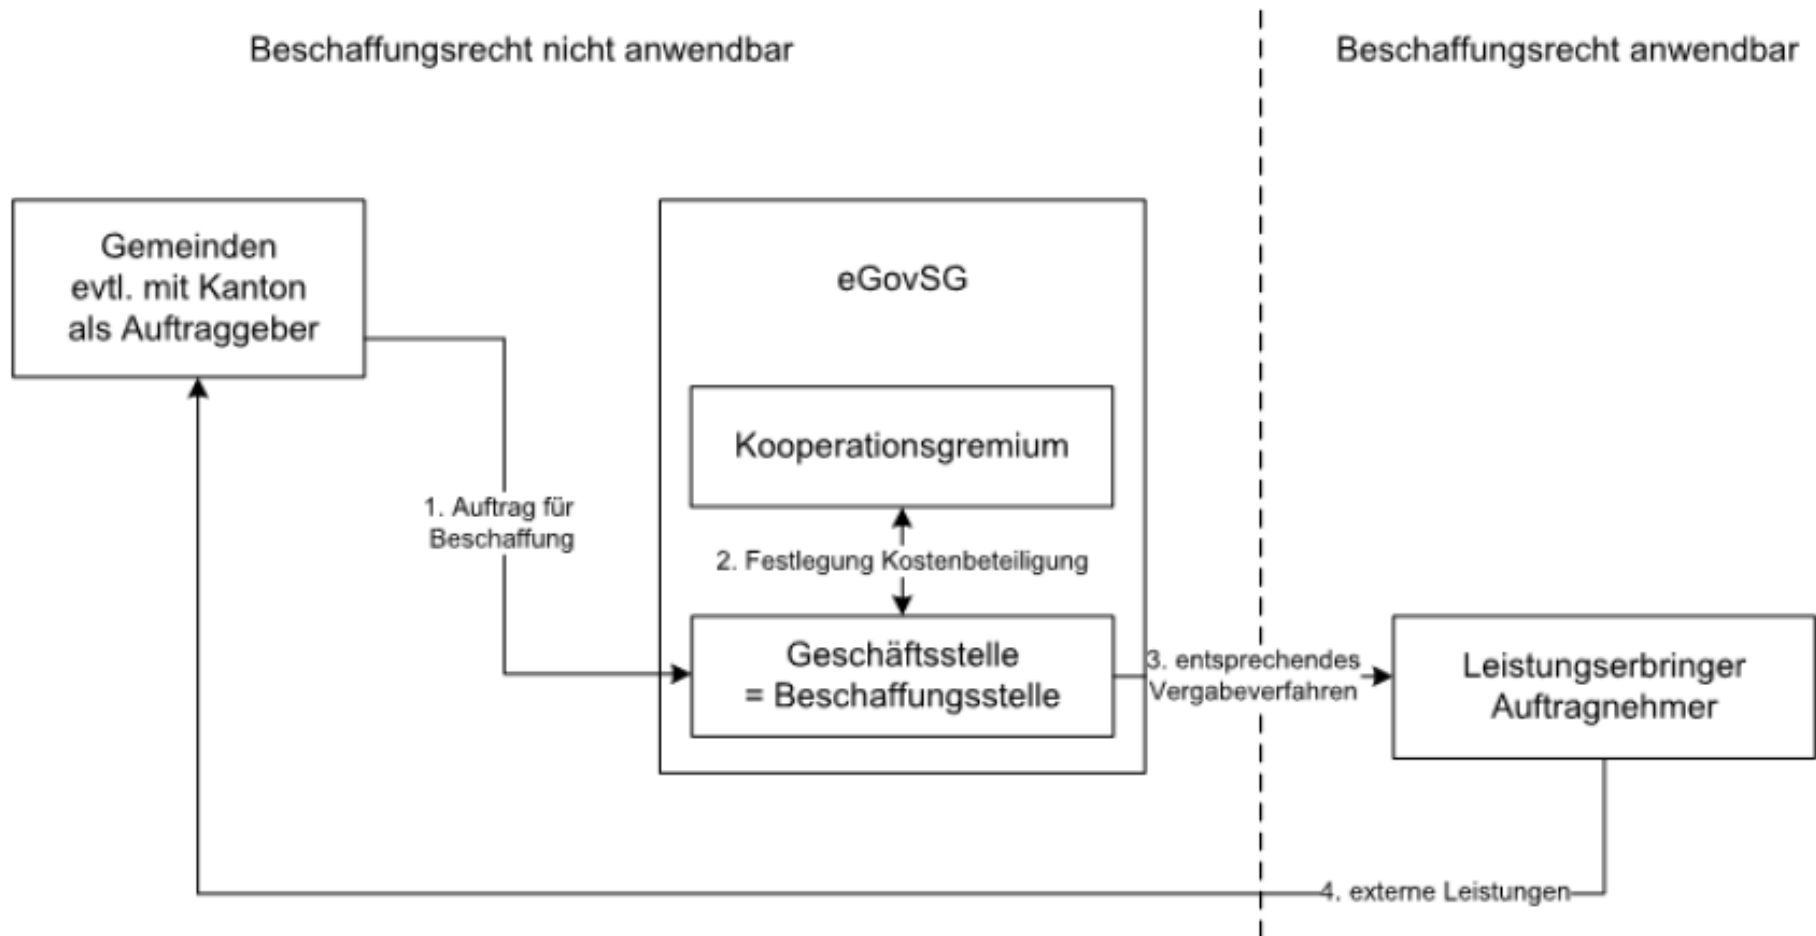 Beschaffungsrecht nicht anwendbar
Beschaffungsrecht anwendbar
Gemeinden
evtl. mit Kanton
als Auftraggeber
eGovSG
Kooperationsgremium
1. Auftrag für
Beschaffung
2. Festlegung Kostenbeteiligung
Geschäftsstelle
= Beschaffungsstelle
3. entsprechendes
Vergabeverfahren
Leistungserbringer
Auftragnehmer
4. externe Leistungen